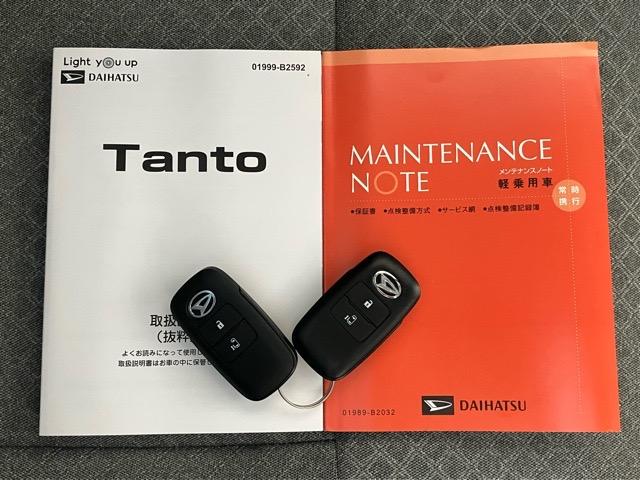 Light you up
DAIHATSU
01999-B2592
Tanto
取扱
（抜粋
よくお読みになって使用し
取扱説明書はお車の中に保管
MAINTENANCE
NOTE
メンテナンスノート
軽乗用車
常時
携行
●保証書 ●点検整備方式 ●サービス網 ●点検整備記録簿
01989-B2032
DAIHATSU